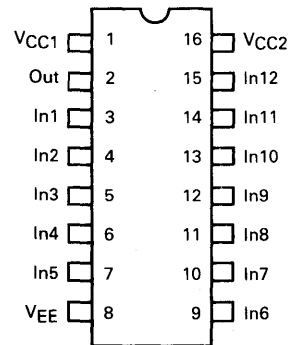 VCC1 1 16 VCC2
Out 2 15 In12
In1 3 14 In11
In2 4 13 In10
In3 5 12 In9
In4 6 11 In8
In5 7 10 In7
VEE 8 9 In6